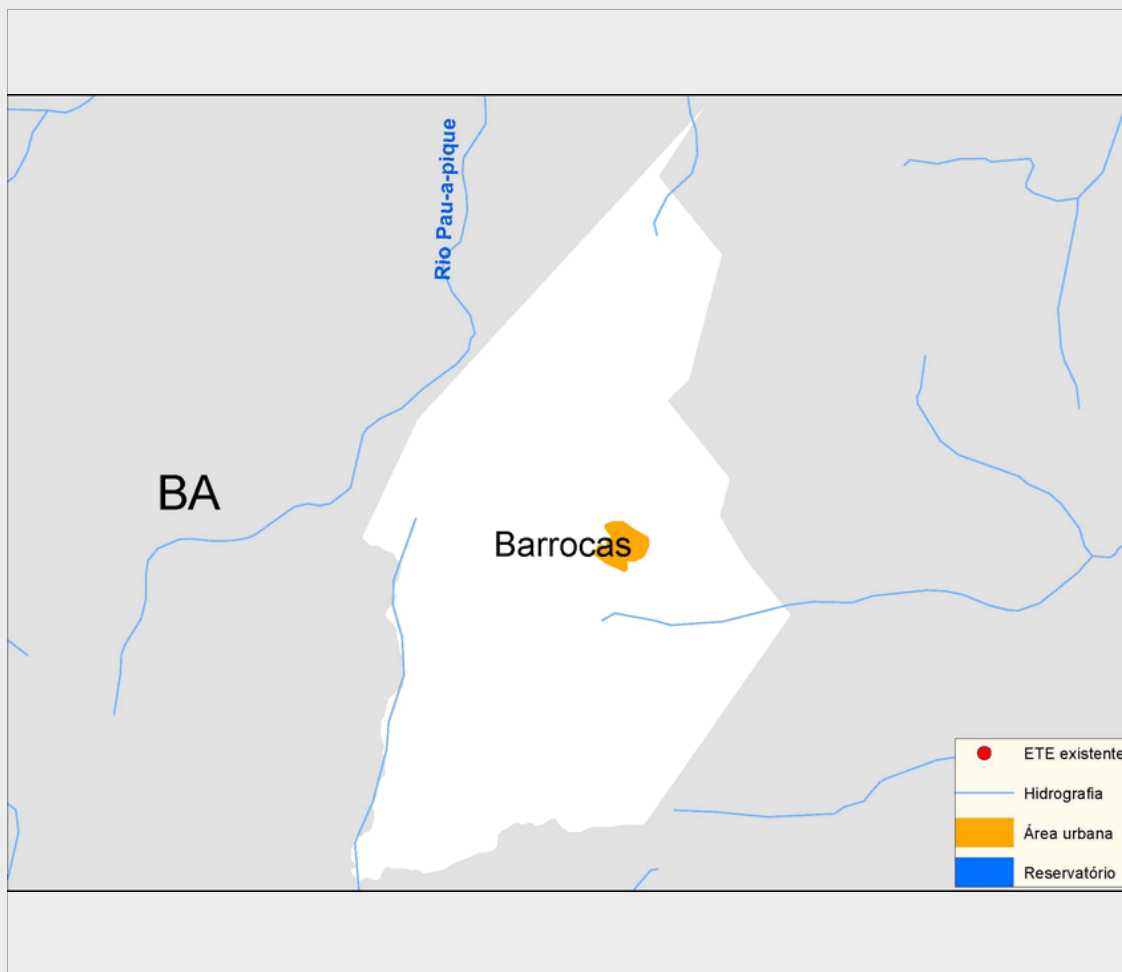 Rio Pau-a-pique
BA
Barrocas
ETE existente
Hidrografia
Área urbana
Reservatório